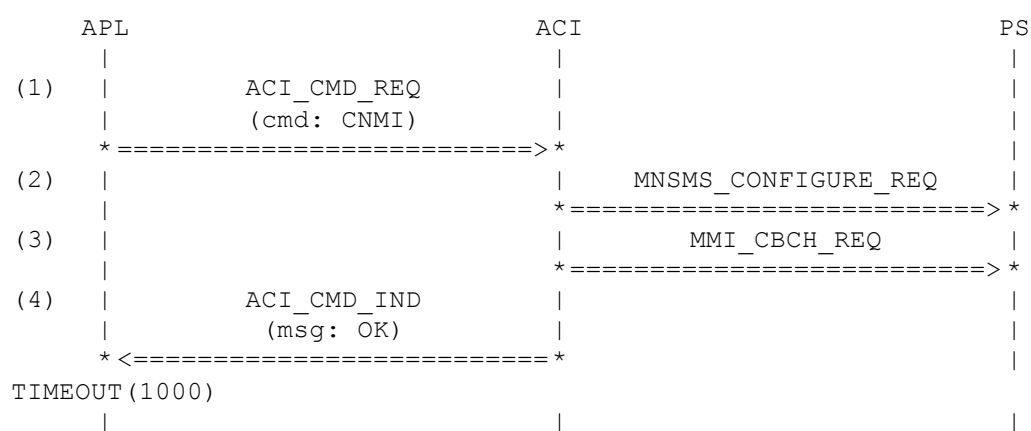 APL ACI PS
| | |
(1) | ACI_CMD_REQ | |
| (cmd: CNMI) | |
*==========================>* |
(2) | | MNSMS_CONFIGURE_REQ |
| *==========================>*
(3) | | MMI_CBCH_REQ |
| *==========================>*
(4) | ACI_CMD_IND | |
| (msg: OK) | |
*<==========================* |
TIMEOUT(1000)
| | |